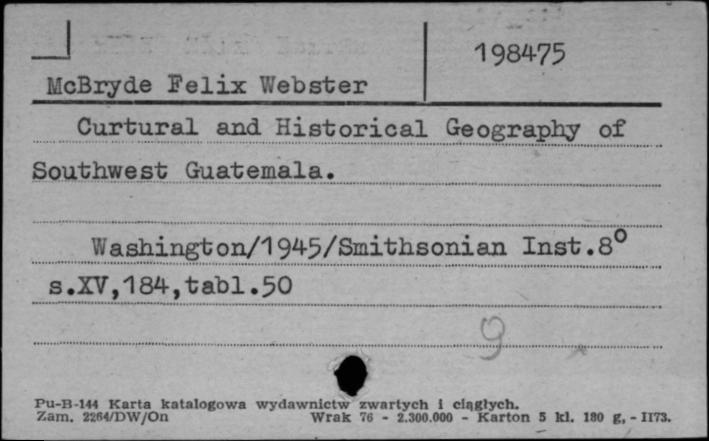 198475
McBryde Felix Webster
Curtural and Historical Geography of
Southwest Guatemala.
Washington/1945/Smithsonian Inst.8°
s.XV,184,tabl.50
9
Pu-B-144 Karta katalogowa wydawnictw zwartych i ciągłych.
Zam. 2264/DW/On Wrak 76 - 2.300.000 - Karton 5 kl. 180 g, - II73.